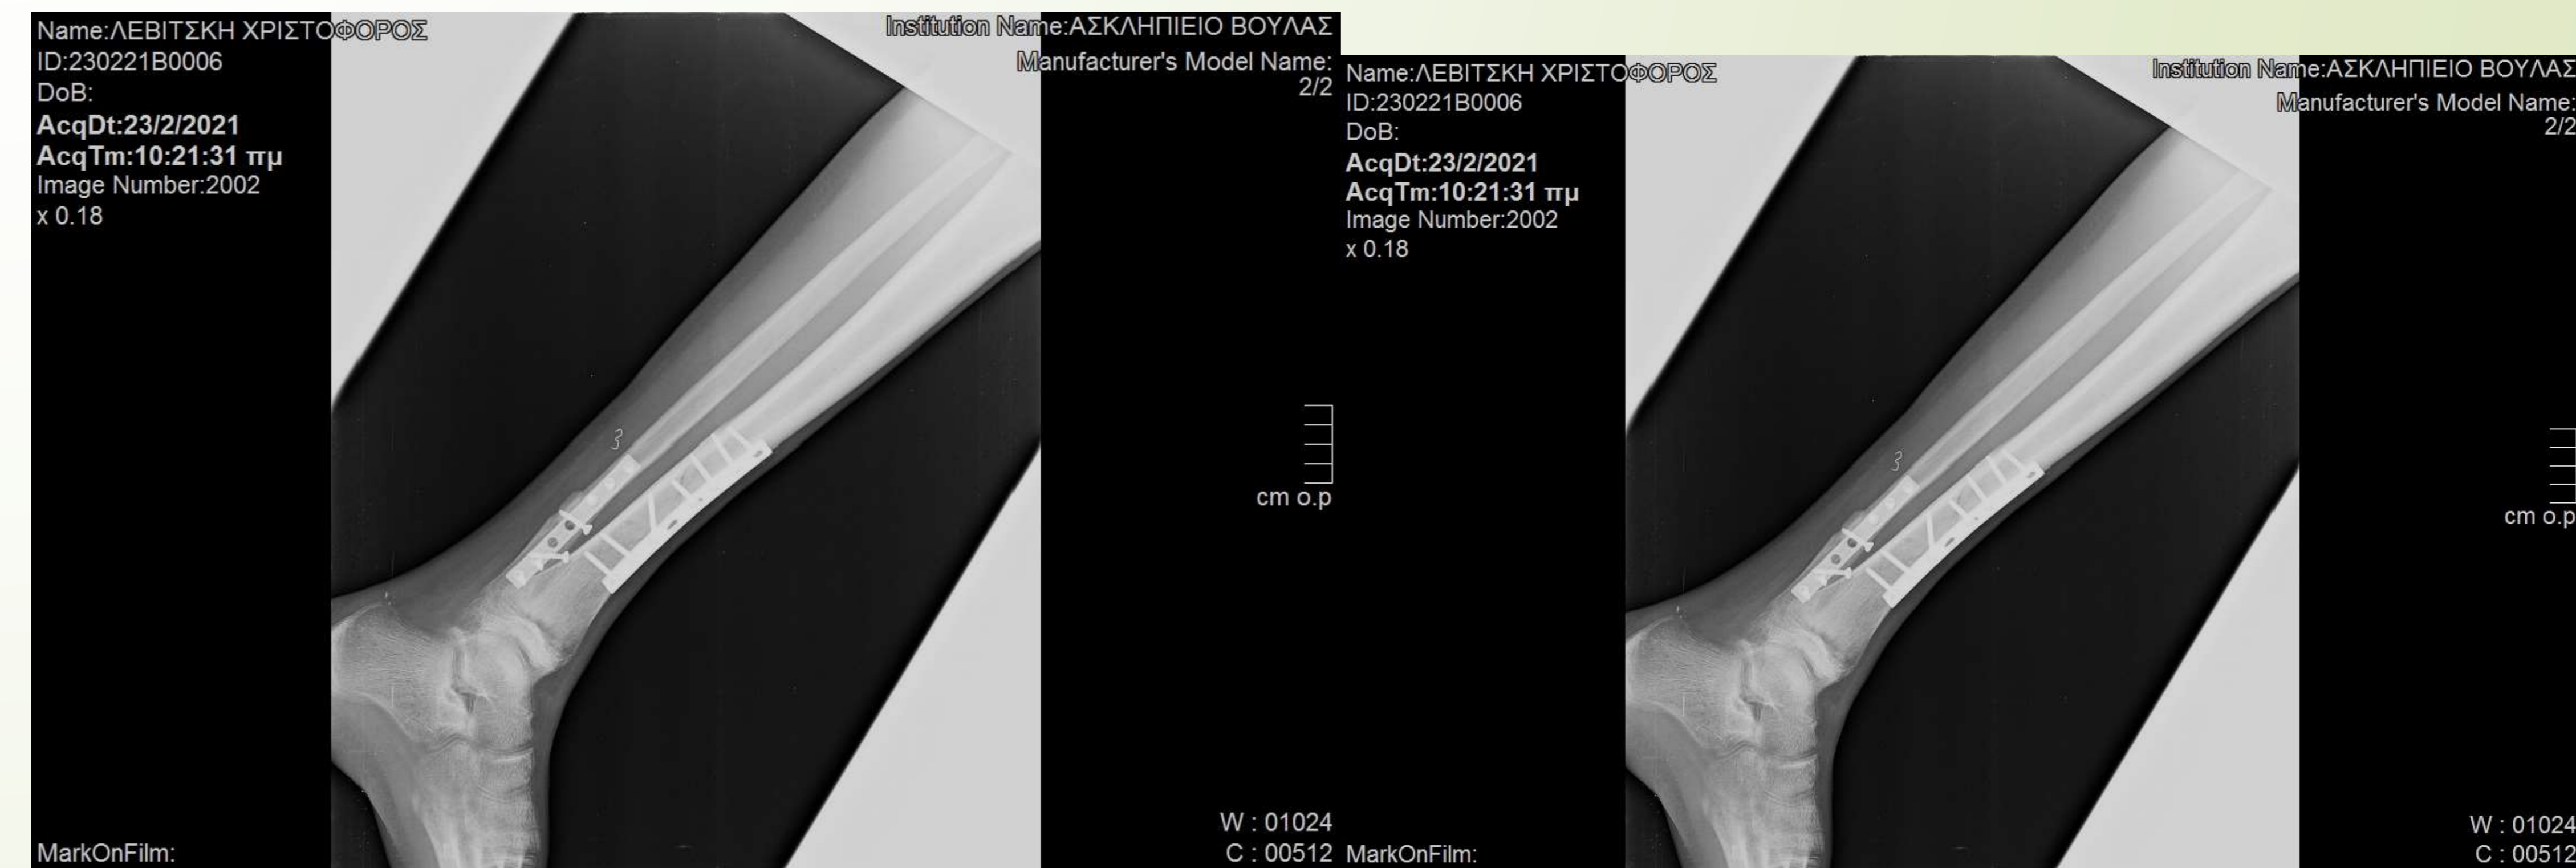 Name:ΛΕΒΙΤΣΚΗ ΧΡΙΣΤΟΦΟΡΟΣ
ID:230221B0006
DoB:
AcqDt:23/2/2021
AcqTm:10:21:31 πμ
Image Number:2002
x 0.18
Institution Name:ΑΣΚΛΗΠΙΕΙΟ ΒΟΥΛΑΣ
Manufacturer's Model Name:
2/2
3
cm o.p
W : 01024
C : 00512
MarkOnFilm:
Name:ΛΕΒΙΤΣΚΗ ΧΡΙΣΤΟΦΟΡΟΣ
ID:230221B0006
DoB:
AcqDt:23/2/2021
AcqTm:10:21:31 πμ
Image Number:2002
x 0.18
Institution Name:ΑΣΚΛΗΠΙΕΙΟ ΒΟΥΛΑΣ
Manufacturer's Model Name:
2/2
3
cm o.p
W : 01024
C : 00512
MarkOnFilm: